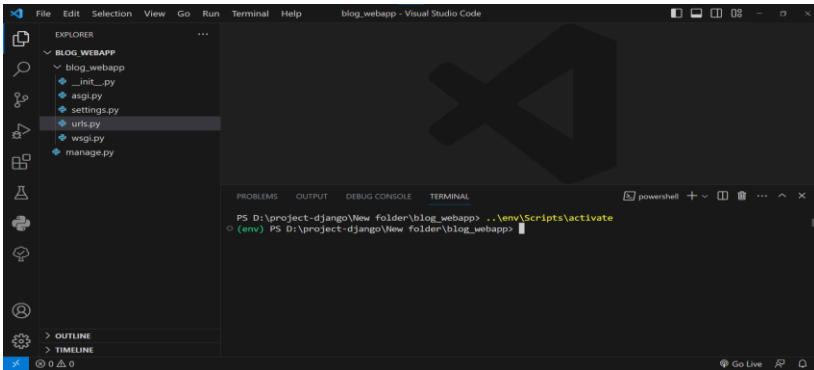 File Edit Selection View Go Run Terminal Help blog_webapp - Visual Studio Code
EXPLORER
BLOG_WEBAPP
blog_webapp
__init__.py
asgi.py
settings.py
urls.py
wsgi.py
manage.py
PROBLEMS OUTPUT DEBUG CONSOLE TERMINAL powershell
PS D:\project-django\New folder\blog_webapp> ..\env\Scripts\activate
(env) PS D:\project-django\New folder\blog_webapp>
OUTLINE
TIMELINE
0 0 Go Live